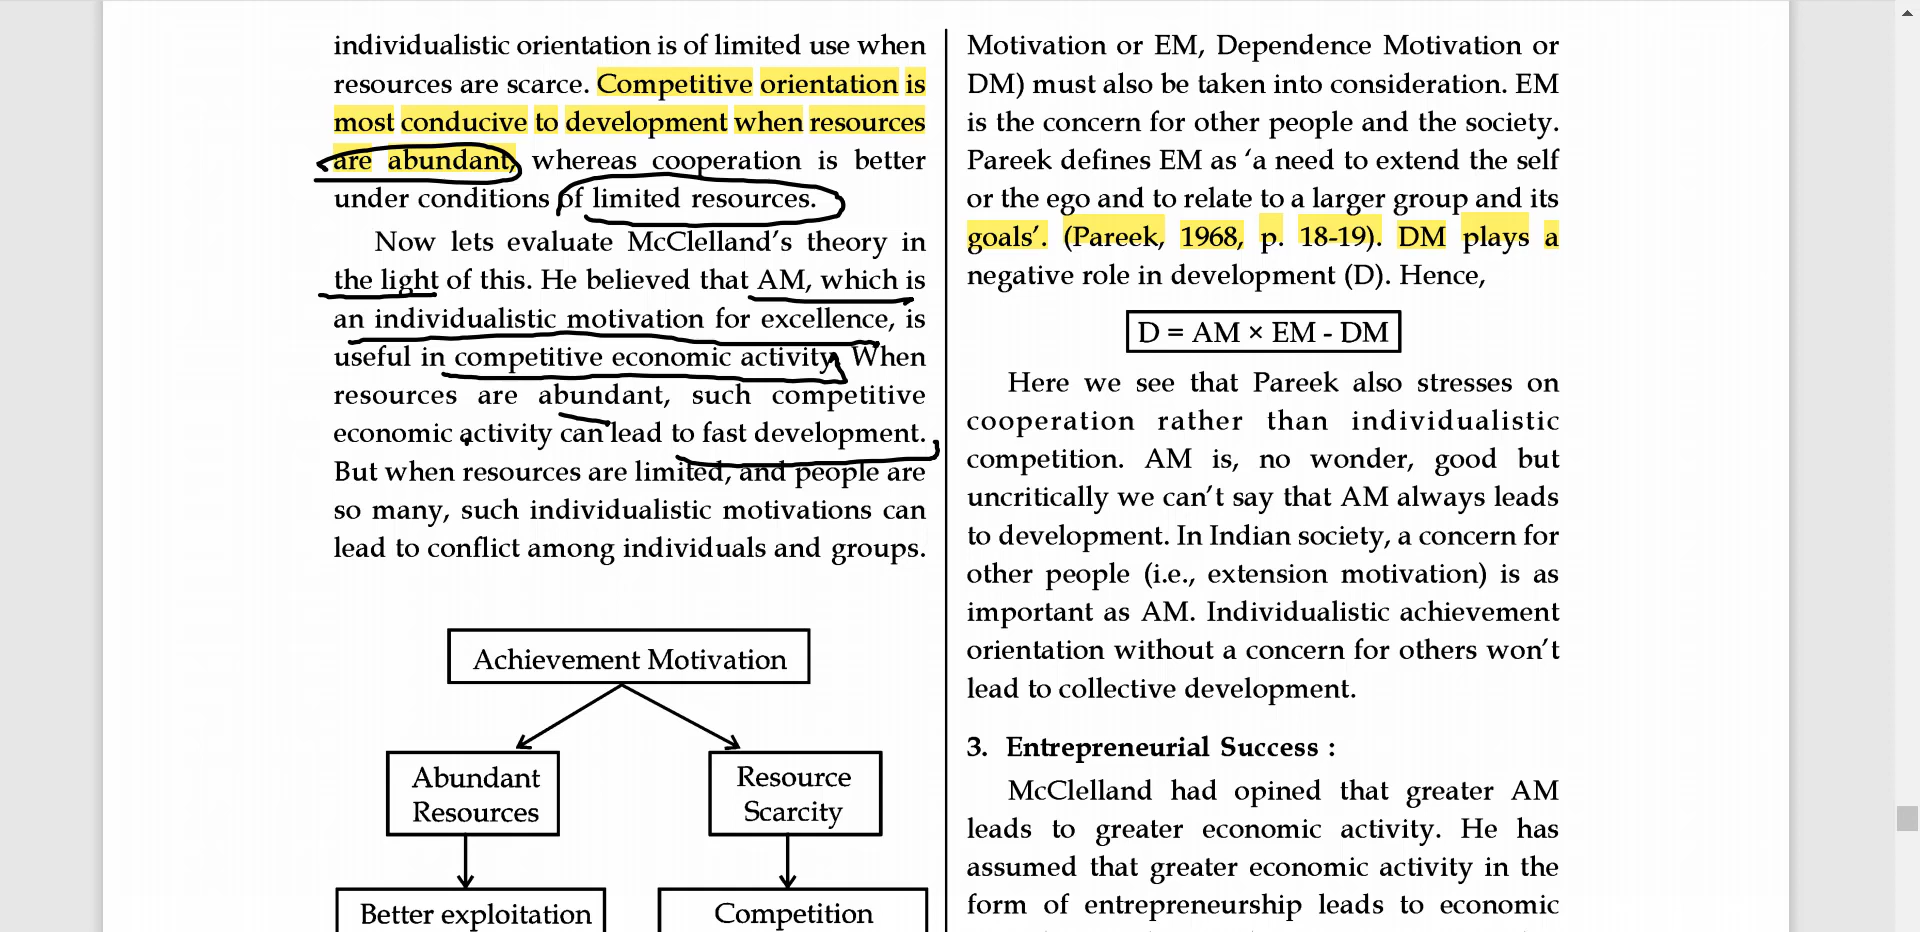 individualistic orientation is of limited use when
resources are scarce. Competitive orientation is
most conducive to development when resources
are abundant, whereas cooperation is better
under conditions of limited resources.
Now lets evaluate McClelland's theory in
the light of this. He believed that AM, which is
an individualistic motivation for excellence, is
useful in competitive economic activity. When
resources are abundant, such competitive
economic activity can lead to fast development.
But when resources are limited, and people are
so many, such individualistic motivations can
lead to conflict among individuals and groups.
Achievement Motivation
Abundant
Resources
Resource
Scarcity
Better exploitation
Competition
Motivation or EM, Dependence Motivation or
DM) must also be taken into consideration. EM
is the concern for other people and the society.
Pareek defines EM as 'a need to extend the self
or the ego and to relate to a larger group and its
goals'. (Pareek, 1968, p. 18-19). DM plays a
negative role in development (D). Hence,
D = AM × EM - DM
Here we see that Pareek also stresses on
cooperation rather than individualistic
competition. AM is, no wonder, good but
uncritically we can't say that AM always leads
to development. In Indian society, a concern for
other people (i.e., extension motivation) is as
important as AM. Individualistic achievement
orientation without a concern for others won't
lead to collective development.
3. Entrepreneurial Success :
McClelland had opined that greater AM
leads to greater economic activity. He has
assumed that greater economic activity in the
form of entrepreneurship leads to economic